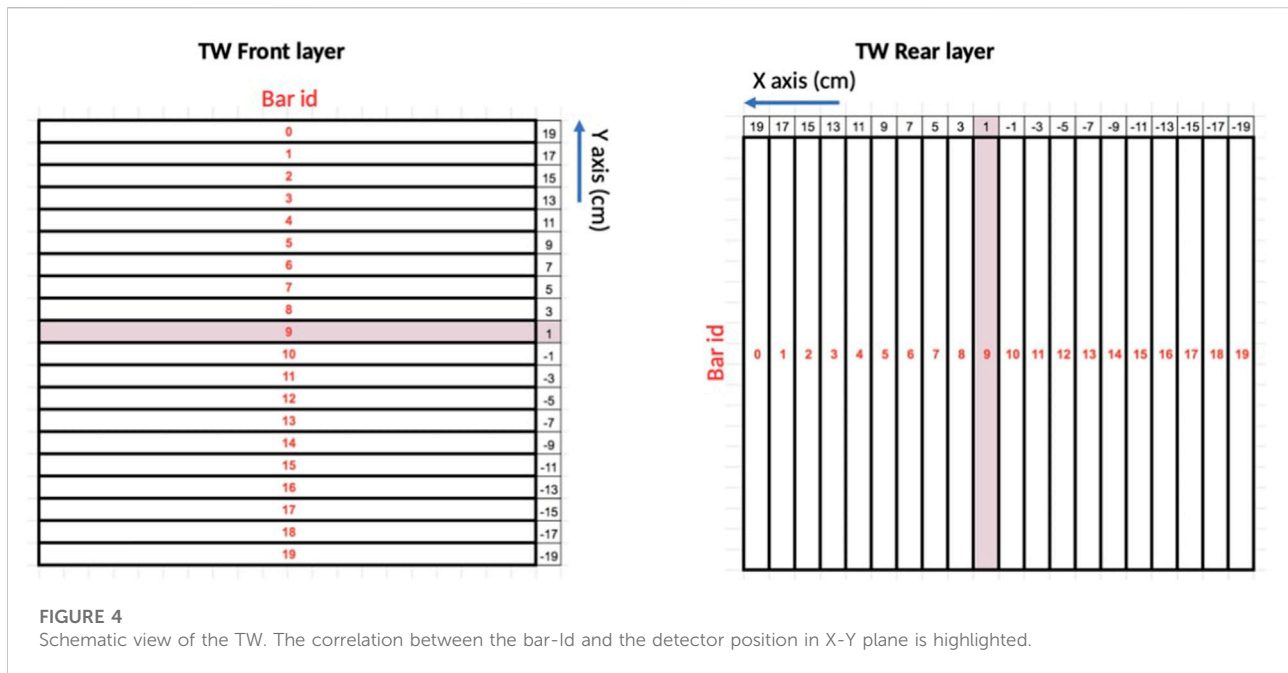 TW Front layer
Bar id
0 19
1 17
2 15
3 13
4 11
5 9
6 7
7 5
8 3
9 1
10 -1
11 -3
12 -5
13 -7
14 -9
15 -11
16 -13
17 -15
18 -17
19 -19
Y axis (cm)
TW Rear layer
X axis (cm)
19 17 15 13 11 9 7 5 3 1 -1 -3 -5 -7 -9 -11 -13 -15 -17 -19
Bar id
0 1 2 3 4 5 6 7 8 9 10 11 12 13 14 15 16 17 18 19
FIGURE 4
Schematic view of the TW. The correlation between the bar-Id and the detector position in X-Y plane is highlighted.